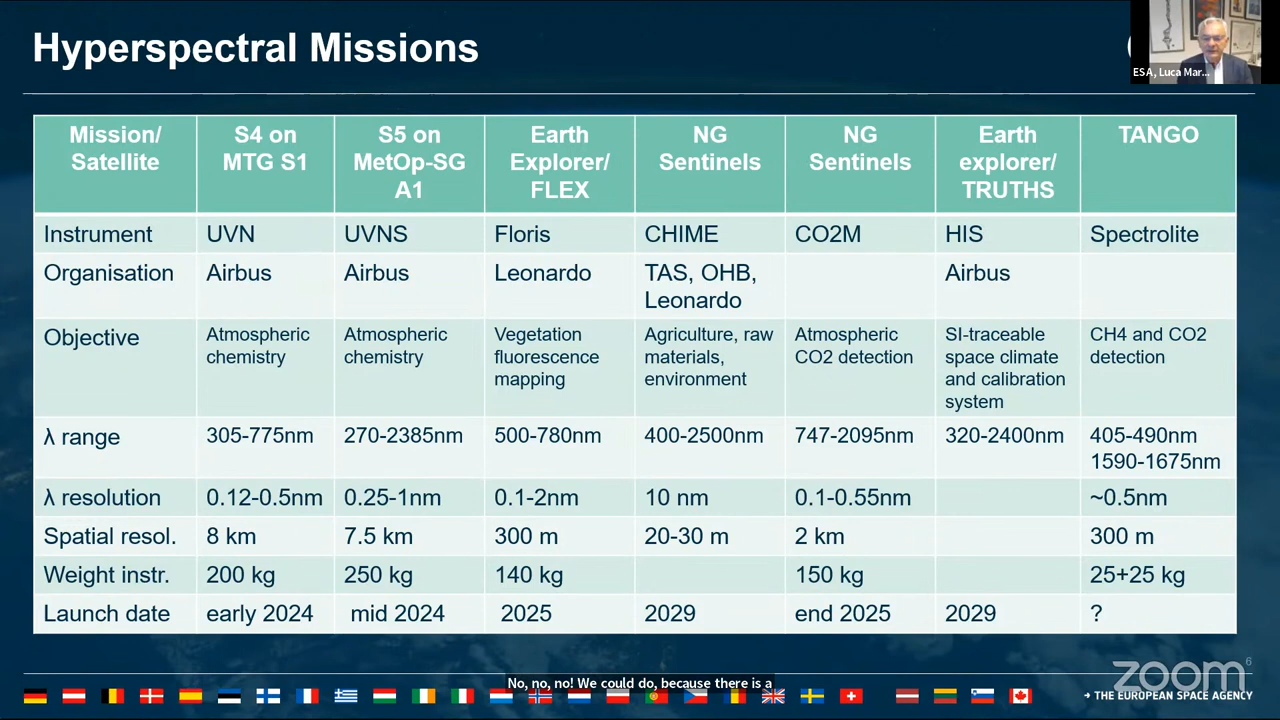 Hyperspectral Missions
ESA, Luca Mar...
Mission/ Satellite
S4 on MTG S1
S5 on MetOp-SG A1
Earth Explorer/ FLEX
NG Sentinels
NG Sentinels
Earth explorer/ TRUTHS
TANGO
Instrument UVN UVNS Floris CHIME CO2M HIS Spectrolite
Organisation Airbus Airbus Leonardo TAS, OHB, Leonardo Airbus
Objective
Atmospheric chemistry
Atmospheric chemistry
Vegetation fluorescence mapping
Agriculture, raw materials, environment
Atmospheric CO2 detection
SI-traceable space climate and calibration system
CH4 and CO2 detection
λ range 305-775nm 270-2385nm 500-780nm 400-2500nm 747-2095nm 320-2400nm 405-490nm 1590-1675nm
λ resolution 0.12-0.5nm 0.25-1nm 0.1-2nm 10 nm 0.1-0.55nm ~0.5nm
Spatial resol. 8 km 7.5 km 300 m 20-30 m 2 km 300 m
Weight instr. 200 kg 250 kg 140 kg 150 kg 25+25 kg
Launch date early 2024 mid 2024 2025 2029 end 2025 2029 ?
6
zoom
No, no, no! We could do, because there is a
→ THE EUROPEAN SPACE AGENCY